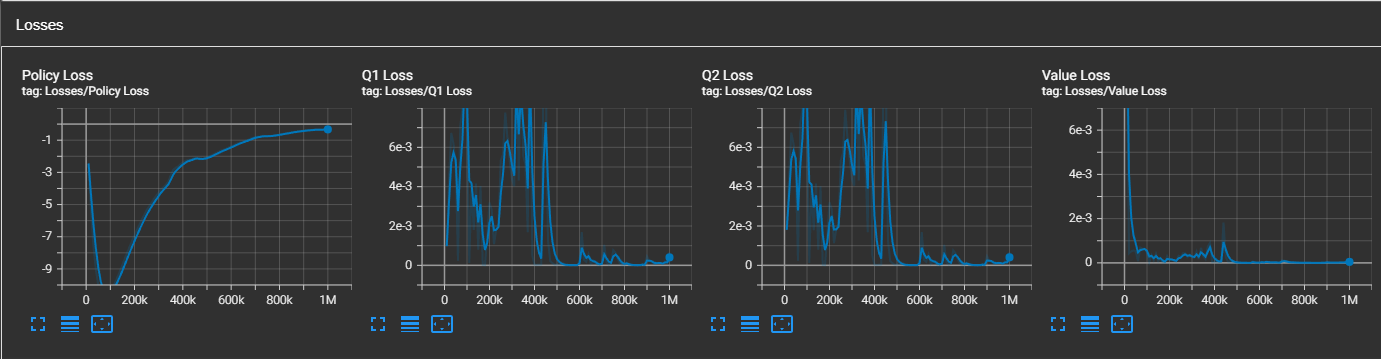 Losses
Policy Loss
tag: Losses/Policy Loss
-1
-3
-5
-7
-9
0 200k 400k 600k 800k 1M
Q1 Loss
tag: Losses/Q1 Loss
6e-3
4e-3
2e-3
0
0 200k 400k 600k 800k 1M
Q2 Loss
tag: Losses/Q2 Loss
6e-3
4e-3
2e-3
0
0 200k 400k 600k 800k 1M
Value Loss
tag: Losses/Value Loss
6e-3
4e-3
2e-3
0
0 200k 400k 600k 800k 1M